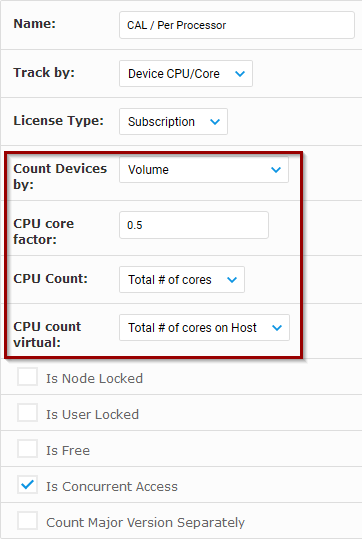 Name: CAL / Per Processor
Track by: Device CPU/Core
License Type: Subscription
Count Devices by: Volume
CPU core factor: 0.5
CPU Count: Total # of cores
CPU count virtual: Total # of cores on Host
Is Node Locked
Is User Locked
Is Free
Is Concurrent Access
Count Major Version Separately